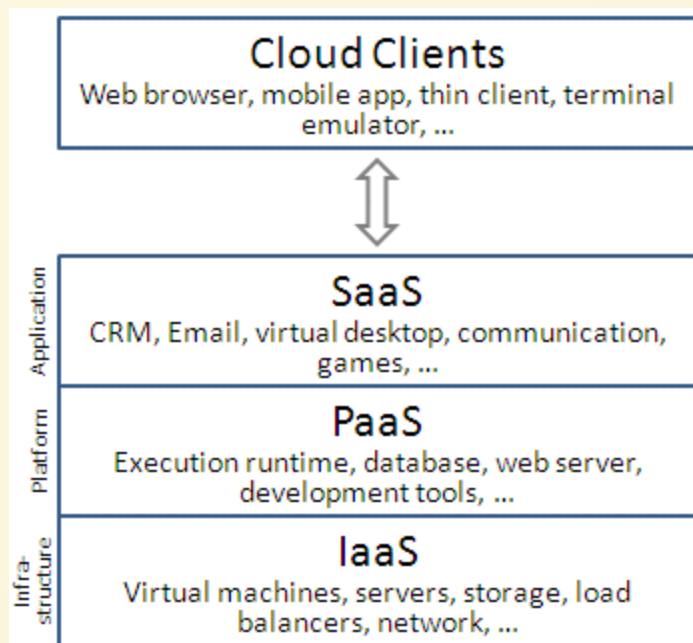 Cloud Clients
Web browser, mobile app, thin client, terminal
emulator, ...
Application
SaaS
CRM, Email, virtual desktop, communication,
games, ...
Platform
PaaS
Execution runtime, database, web server,
development tools, ...
Infra-
structure
IaaS
Virtual machines, servers, storage, load
balancers, network, ...